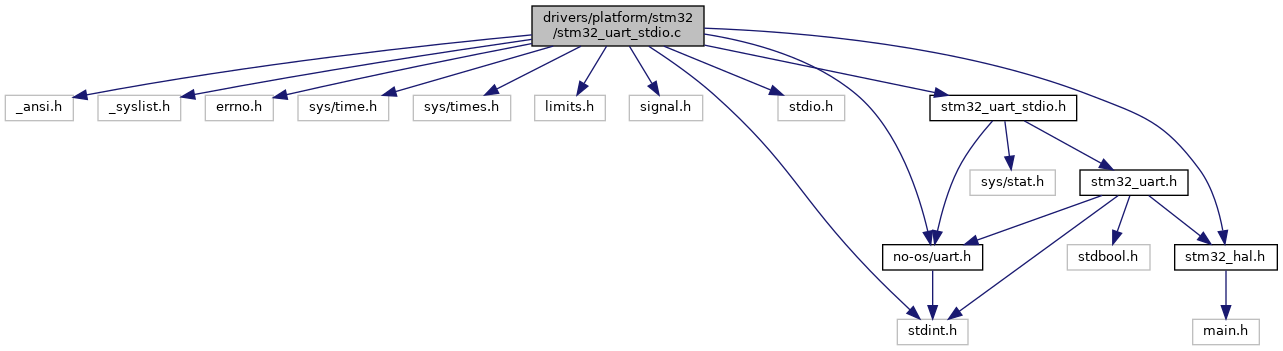 drivers/platform/stm32
/stm32_uart_stdio.c
_ansi.h
_syslist.h
errno.h
sys/time.h
sys/times.h
limits.h
signal.h
stdio.h
stm32_uart_stdio.h
sys/stat.h
stm32_uart.h
no-os/uart.h
stdbool.h
stm32_hal.h
stdint.h
main.h